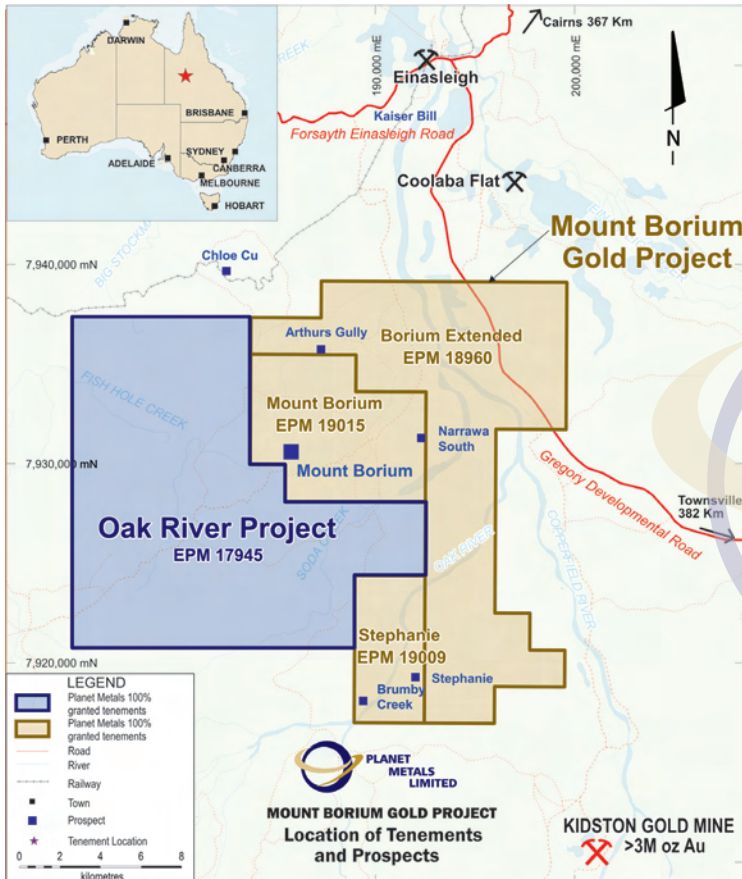 DARWIN
BRISBANE
PERTH
ADELAIDE
SYDNEY
CANBERRA
MELBOURNE
HOBART
Cairns 367 Km
190,000 mE
200,000 mE
Einasleigh
Kaiser Bill
Forsayth Einasleigh Road
N
Coolaba Flat
Mount Borium
Gold Project
Chloe Cu
7,940,000 mN
Arthurs Gully
Borium Extended
EPM 18960
FISH HOLE CREEK
Mount Borium
EPM 19015
Narrawa
South
7,930,000 mN
Mount Borium
Gregory Developmental Road
Townsville
382 Km
Oak River Project
EPM 17945
SODA CREEK
OAK RIVER
COPPERFIELD RIVER
Stephanie
EPM 19009
7,920,000 mN
Stephanie
Brumby
Creek
LEGEND
Planet Metals 100%
granted tenements
Planet Metals 100%
granted tenements
Road
River
Railway
Town
Prospect
Tenement Location
0 2 4 6 8
kilometres
PLANET
METALS
LIMITED
MOUNT BORIUM GOLD PROJECT
Location of Tenements
and Prospects
KIDSTON GOLD MINE
>3M oz Au